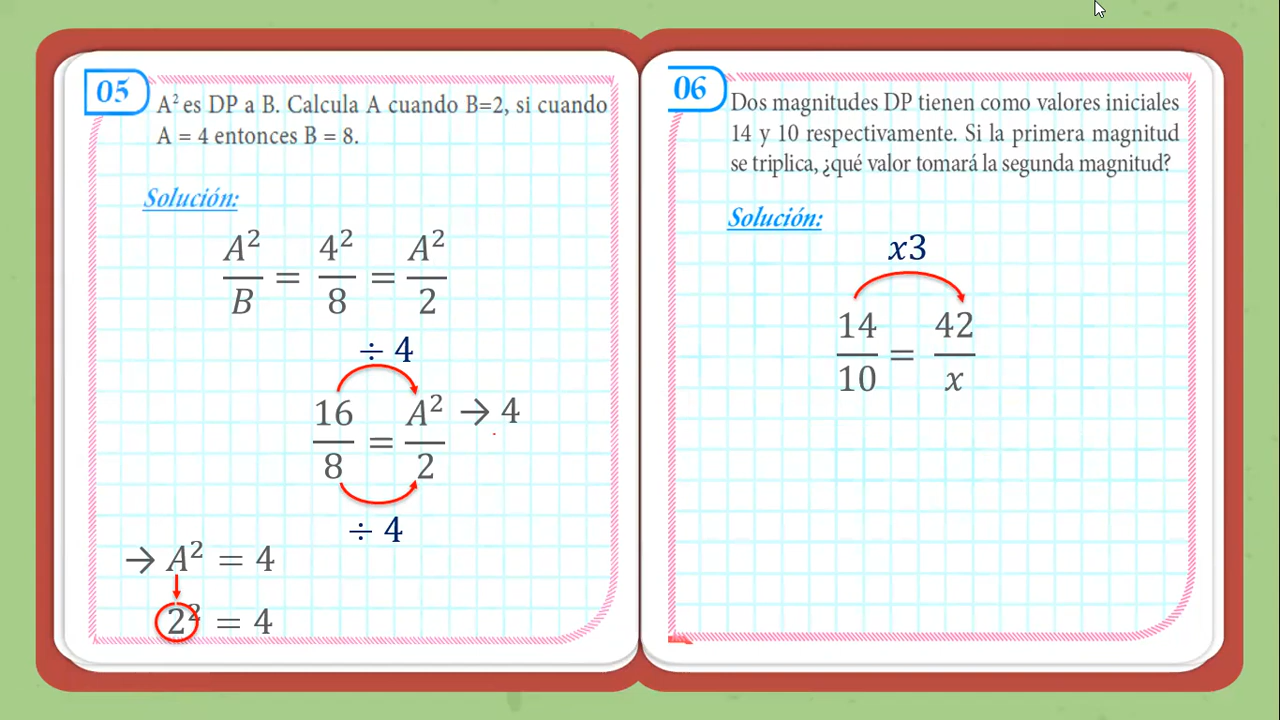 05
A² es DP a B. Calcula A cuando B=2, si cuando
A = 4 entonces B = 8.
Solución:
A²/B = 4²/8 = A²/2
÷ 4
16/8 = A²/2 → 4
÷ 4
→ A² = 4
2² = 4
06
Dos magnitudes DP tienen como valores iniciales
14 y 10 respectivamente. Si la primera magnitud
se triplica, ¿qué valor tomará la segunda magnitud?
Solución:
x3
14/10 = 42/x